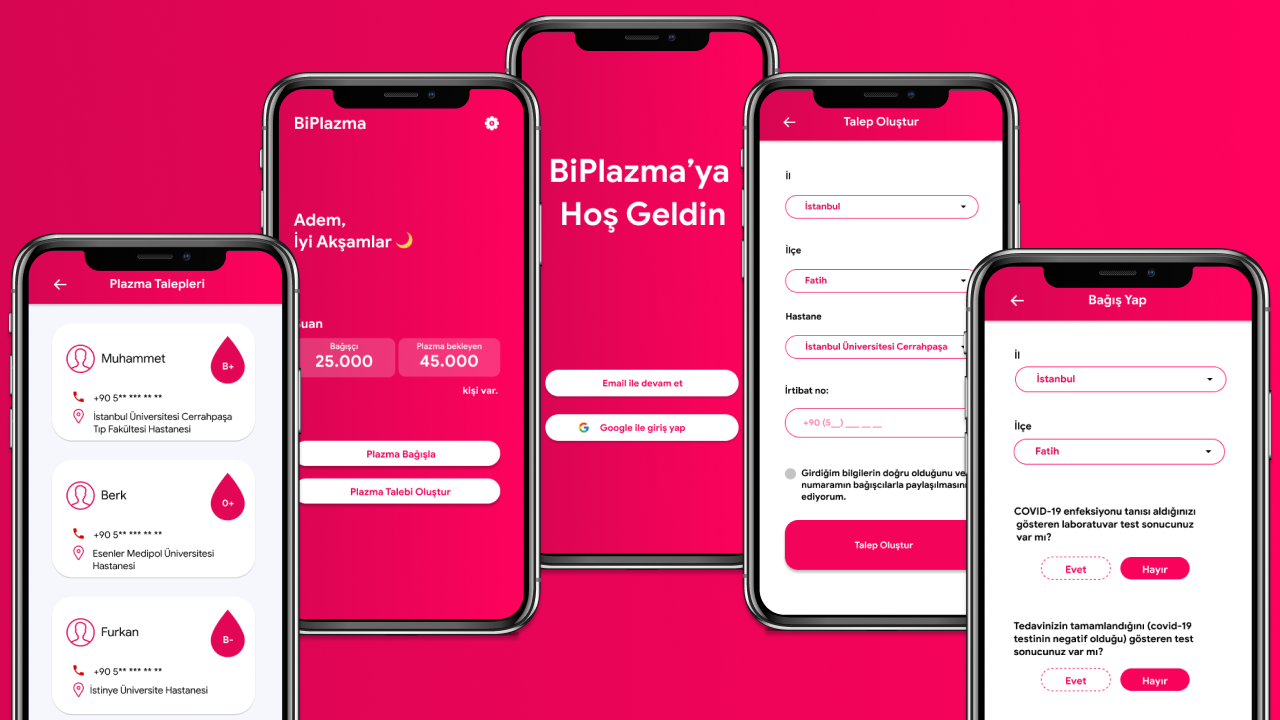 Plazma Talepleri
Muhammet
B+
+90 5** *** ** **
İstanbul Üniversitesi Cerrahpaşa
Tıp Fakültesi Hastanesi
Berk
0+
+90 5** *** ** **
Esenler Medipol Üniversitesi
Hastanesi
Furkan
B-
+90 5** *** ** **
İstinye Üniversite Hastanesi
BiPlazma
Adem,
İyi Akşamlar
uan
Bağışçı
25.000
Plazma bekleyen
45.000
kişi var.
Plazma Bağışla
Plazma Talebi Oluştur
BiPlazma’ya
Hoş Geldin
Email ile devam et
Google ile giriş yap
Talep Oluştur
İl
İstanbul
İlçe
Fatih
Hastane
İstanbul Üniversitesi Cerrahpaşa
İrtibat no:
+90 (5__) ___ __ __
Girdiğim bilgilerin doğru olduğunu ve
numaramın bağışçılarla paylaşılmasını
ediyorum.
Talep Oluştur
Bağış Yap
İl
İstanbul
İlçe
Fatih
COVID-19 enfeksiyonu tanısı aldığınızı
gösteren laboratuvar test sonucunuz
var mı?
Evet
Hayır
Tedavinizin tamamlandığını (covid-19
testinin negatif olduğu) gösteren test
sonucunuz var mı?
Evet
Hayır